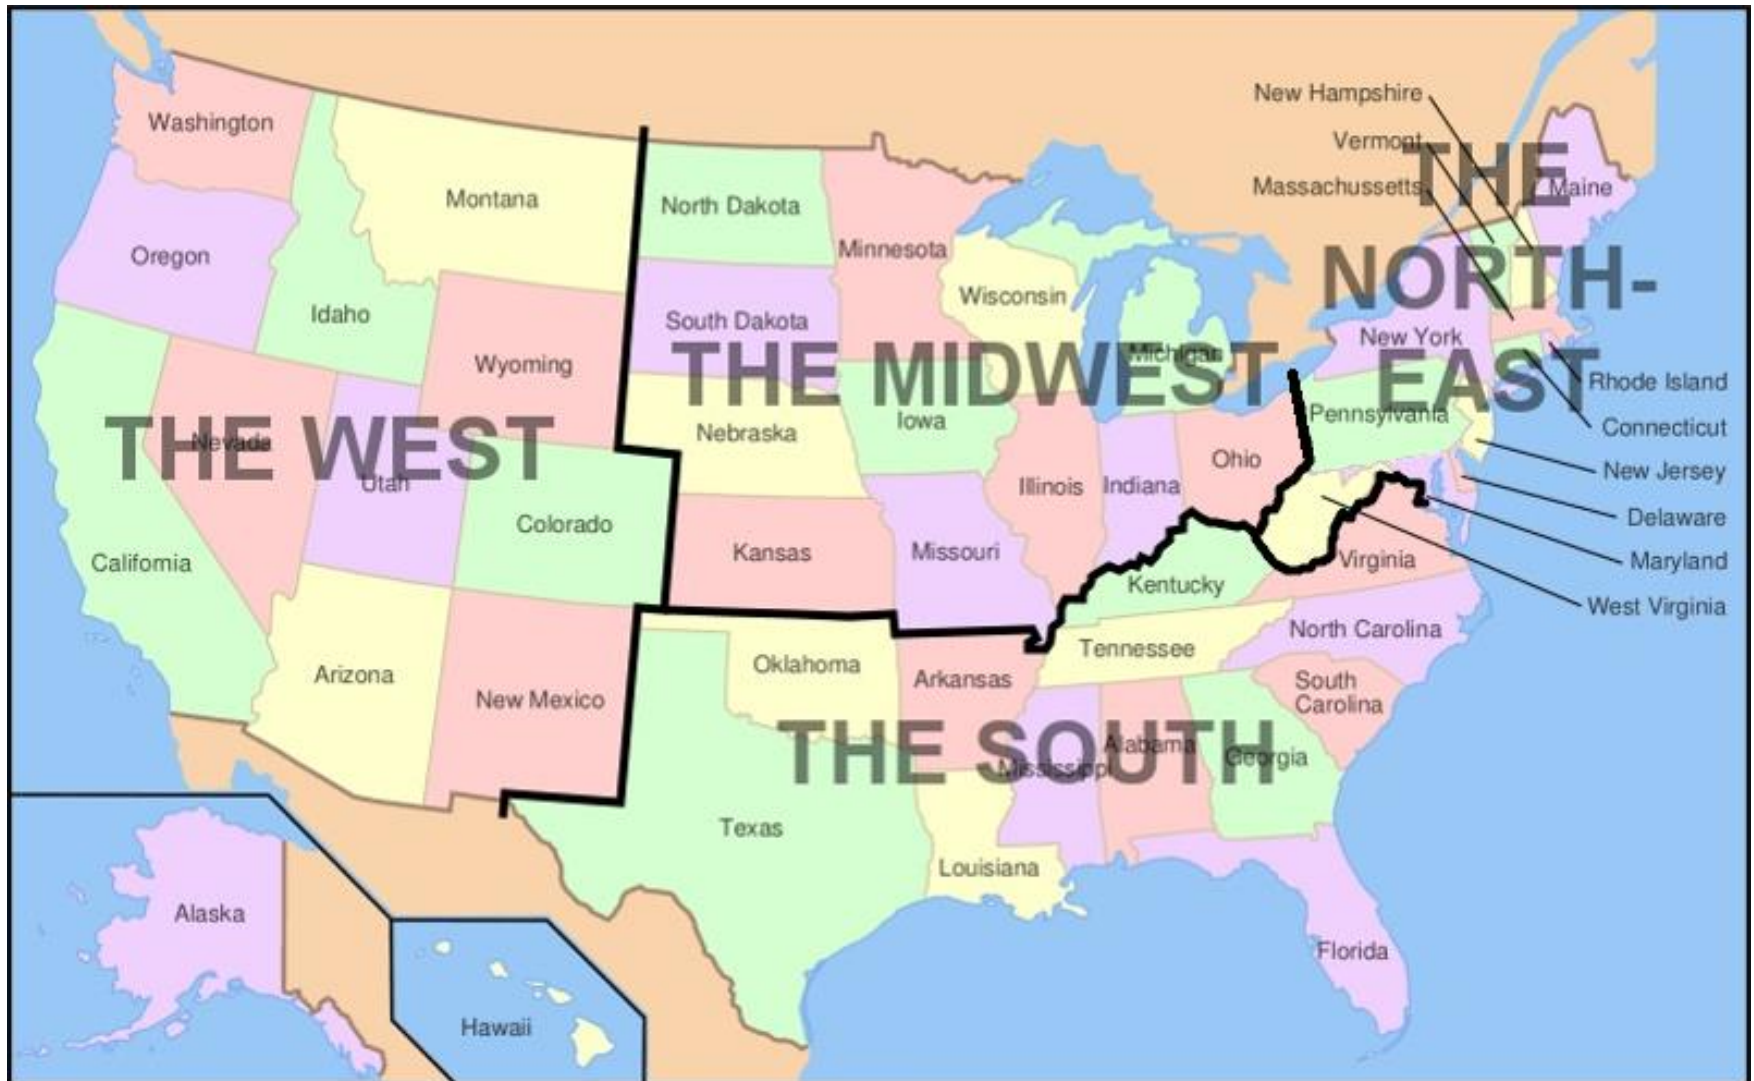 New Hampshire
Vermont
Massachussetts
THE
Maine
NORTH-
New York
EAST
Pennsylvania
Rhode Island
Connecticut
New Jersey
Delaware
Maryland
West Virginia
Washington
Montana
North Dakota
Minnesota
Oregon
Idaho
South Dakota
Wisconsin
Wyoming
THE MIDWEST
Michigan
Nebraska
Iowa
THE WEST
Nevada
Utah
Colorado
Illinois
Indiana
Ohio
California
Kansas
Missouri
Kentucky
Virginia
Arizona
New Mexico
Oklahoma
Arkansas
Tennessee
North Carolina
South
Carolina
THE SOUTH
Mississippi
Alabama
Georgia
Texas
Louisiana
Florida
Alaska
Hawaii